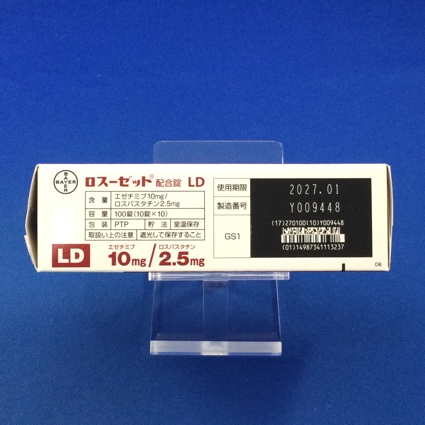 BAYER
ロスーゼット® 配合錠 LD
含量 エゼチミブ10mg/
ロスバスタチン2.5mg
容量 100錠(10錠×10)
包装 PTP 貯法 室温保存
取扱い上の注意 遮光して保存すること
LD
エゼチミブ ロスバスタチン
10mg/2.5mg
使用期限 2027.01
製造番号 Y009448
(17)270100(10)Y009448
GS1
(01)14987341113237
D6